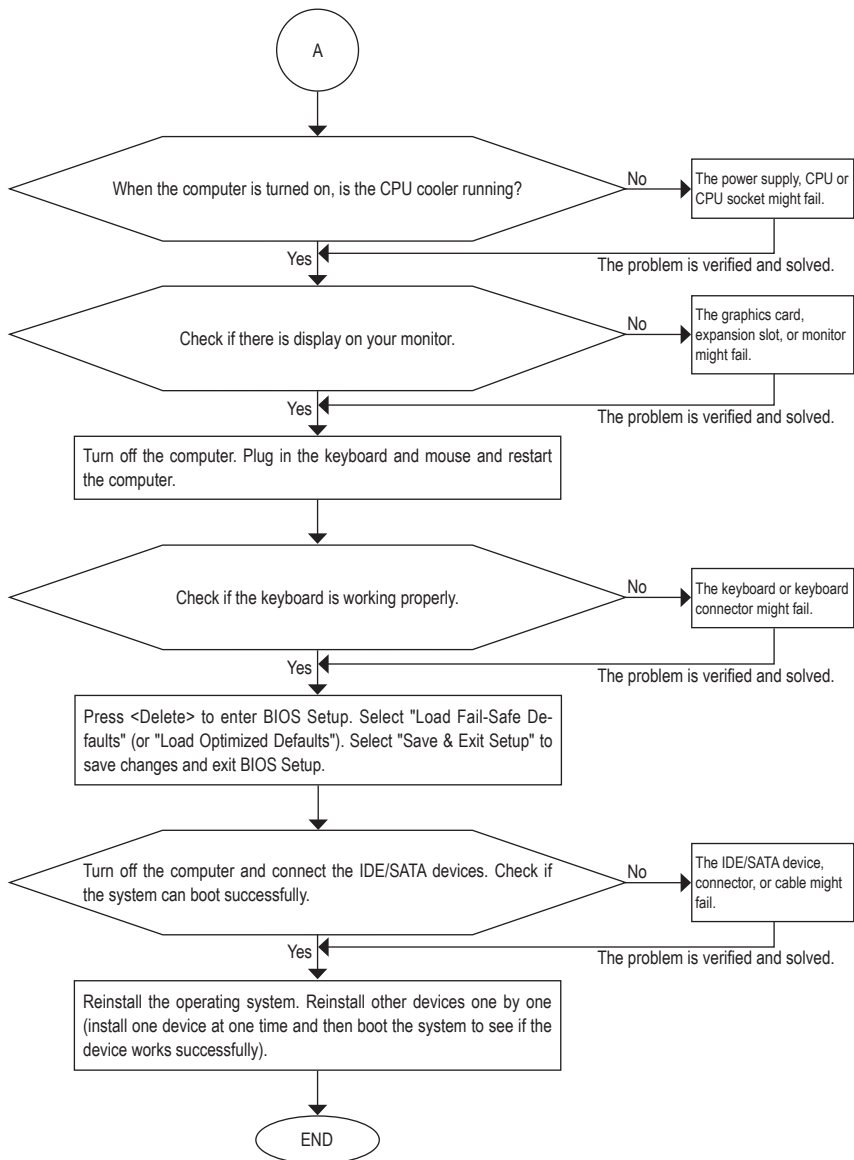 A
When the computer is turned on, is the CPU cooler running?
No
The power supply, CPU or
CPU socket might fail.
Yes
The problem is verified and solved.
Check if there is display on your monitor.
No
The graphics card,
expansion slot, or monitor
might fail.
Yes
The problem is verified and solved.
Turn off the computer. Plug in the keyboard and mouse and restart
the computer.
Check if the keyboard is working properly.
No
The keyboard or keyboard
connector might fail.
Yes
The problem is verified and solved.
Press <Delete> to enter BIOS Setup. Select "Load Fail-Safe De-
faults" (or "Load Optimized Defaults"). Select "Save & Exit Setup" to
save changes and exit BIOS Setup.
Turn off the computer and connect the IDE/SATA devices. Check if
the system can boot successfully.
No
The IDE/SATA device,
connector, or cable might
fail.
Yes
The problem is verified and solved.
Reinstall the operating system. Reinstall other devices one by one
(install one device at one time and then boot the system to see if the
device works successfully).
END